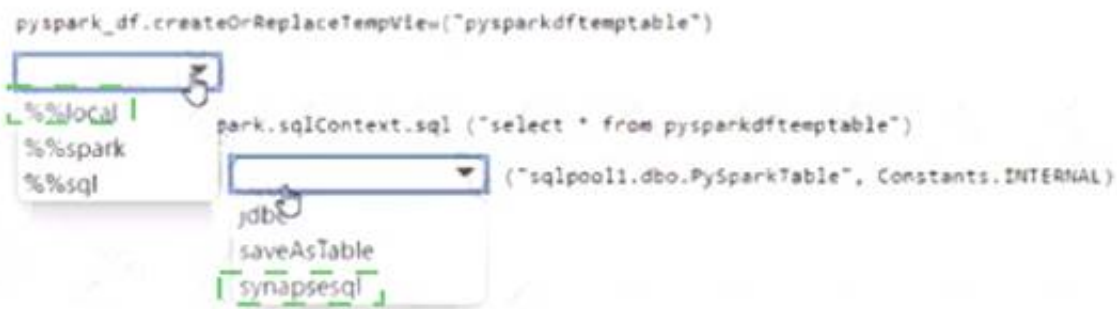 pyspark_df.createOrReplaceTempView("pysparkdftemptable")
%%local
park.sqlContext.sql ("select * from pysparkdftemptable")
%%spark
("sqlpool1.dbo.PySparkTable", Constants.INTERNAL)
%%sql
jdbc
saveAsTable
synapsesql